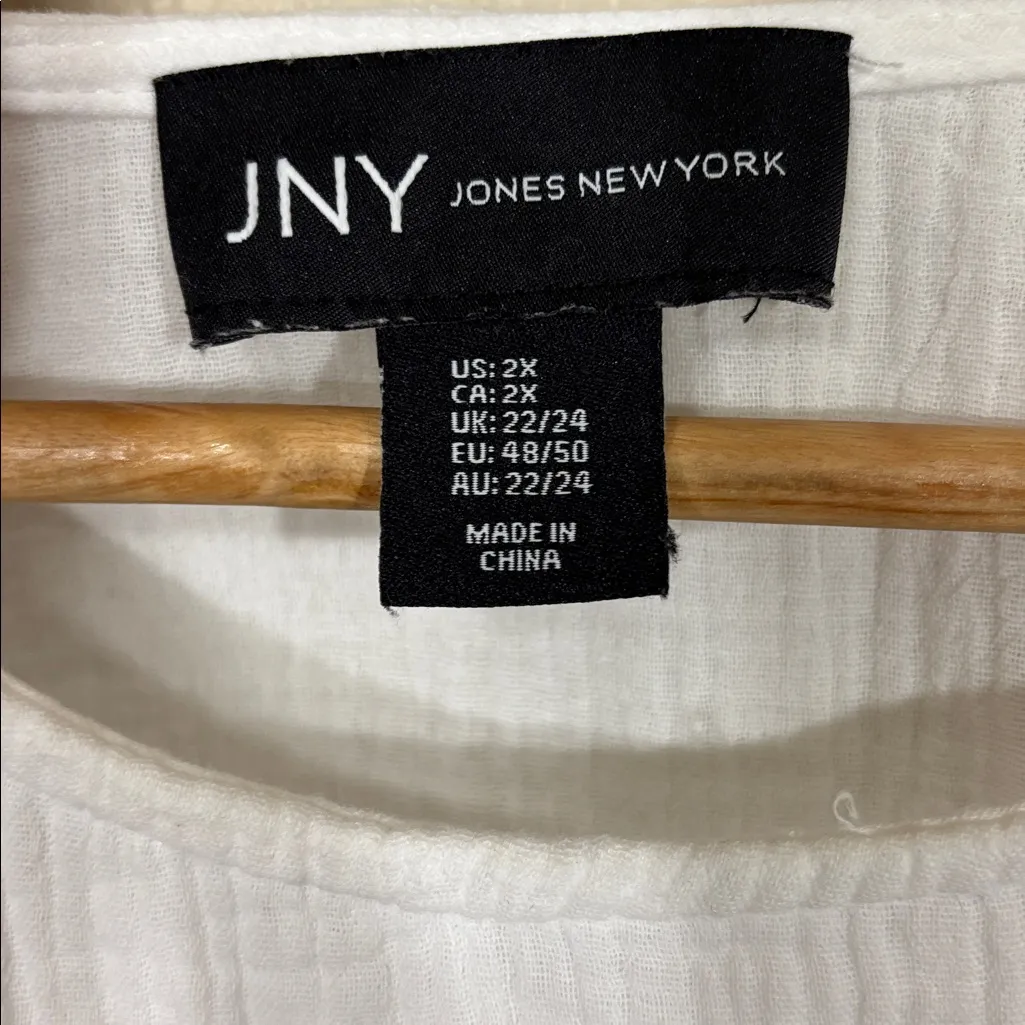 JNY JONES NEW YORK
US: 2X
CA: 2X
UK: 22/24
EU: 48/50
AU: 22/24
MADE IN
CHINA